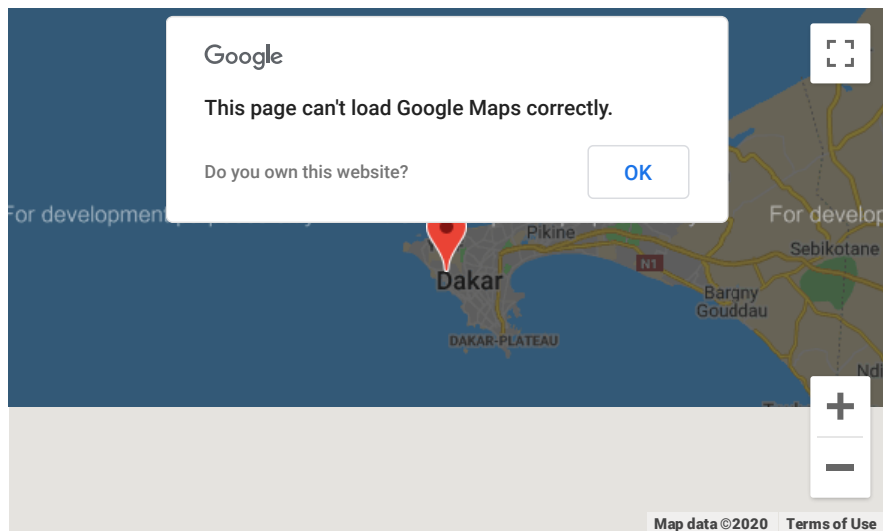 Google
This page can't load Google Maps correctly.
Do you own this website?
OK
For development
For develop
Pikine
Sebikotane
N1
Dakar
Bargny
Gouddau
DAKAR-PLATEAU
Ndi
Map data ©2020
Terms of Use